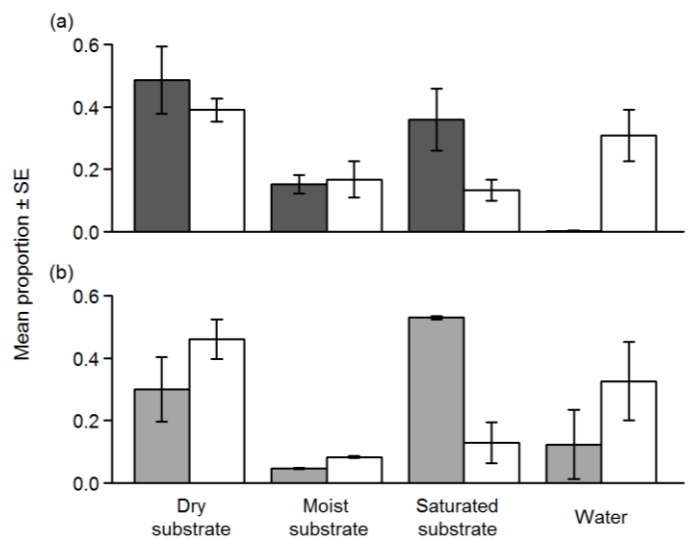 (a)
0.6
0.4
0.2
0.0
Mean proportion ± SE
(b)
0.6
0.4
0.2
0.0
Dry
substrate
Moist
substrate
Saturated
substrate
Water